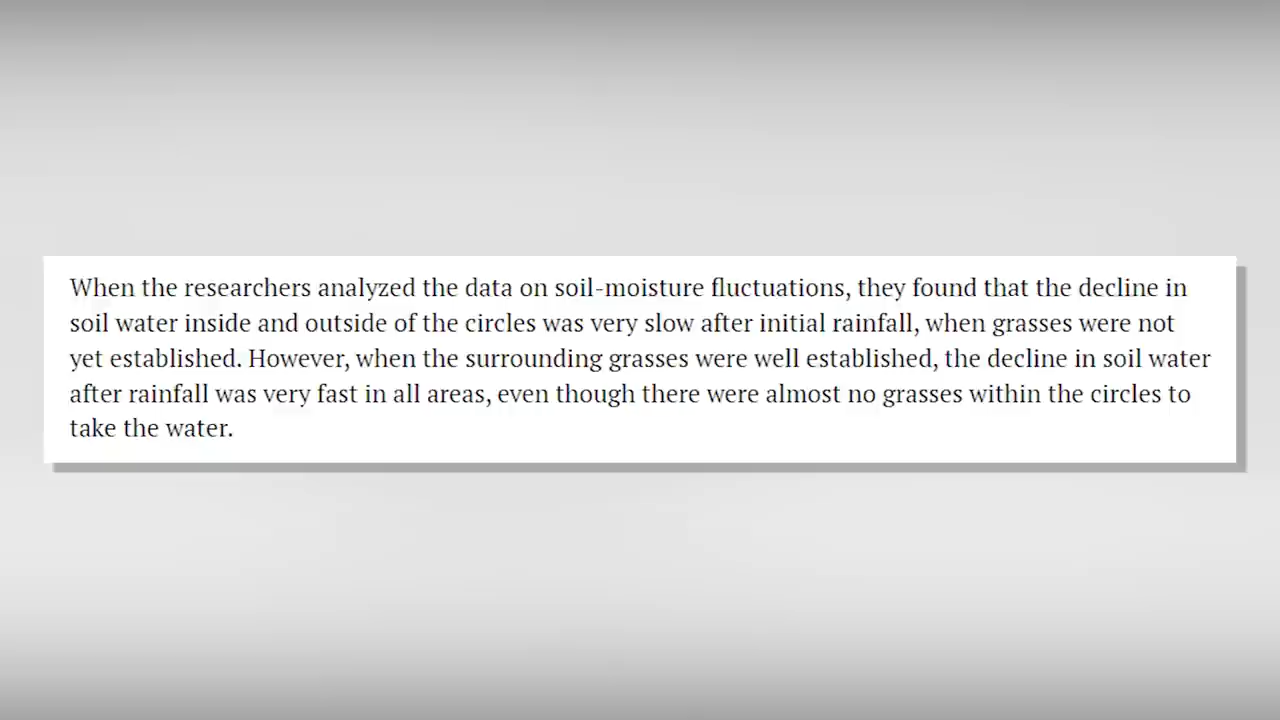 When the researchers analyzed the data on soil-moisture fluctuations, they found that the decline in
soil water inside and outside of the circles was very slow after initial rainfall, when grasses were not
yet established. However, when the surrounding grasses were well established, the decline in soil water
after rainfall was very fast in all areas, even though there were almost no grasses within the circles to
take the water.